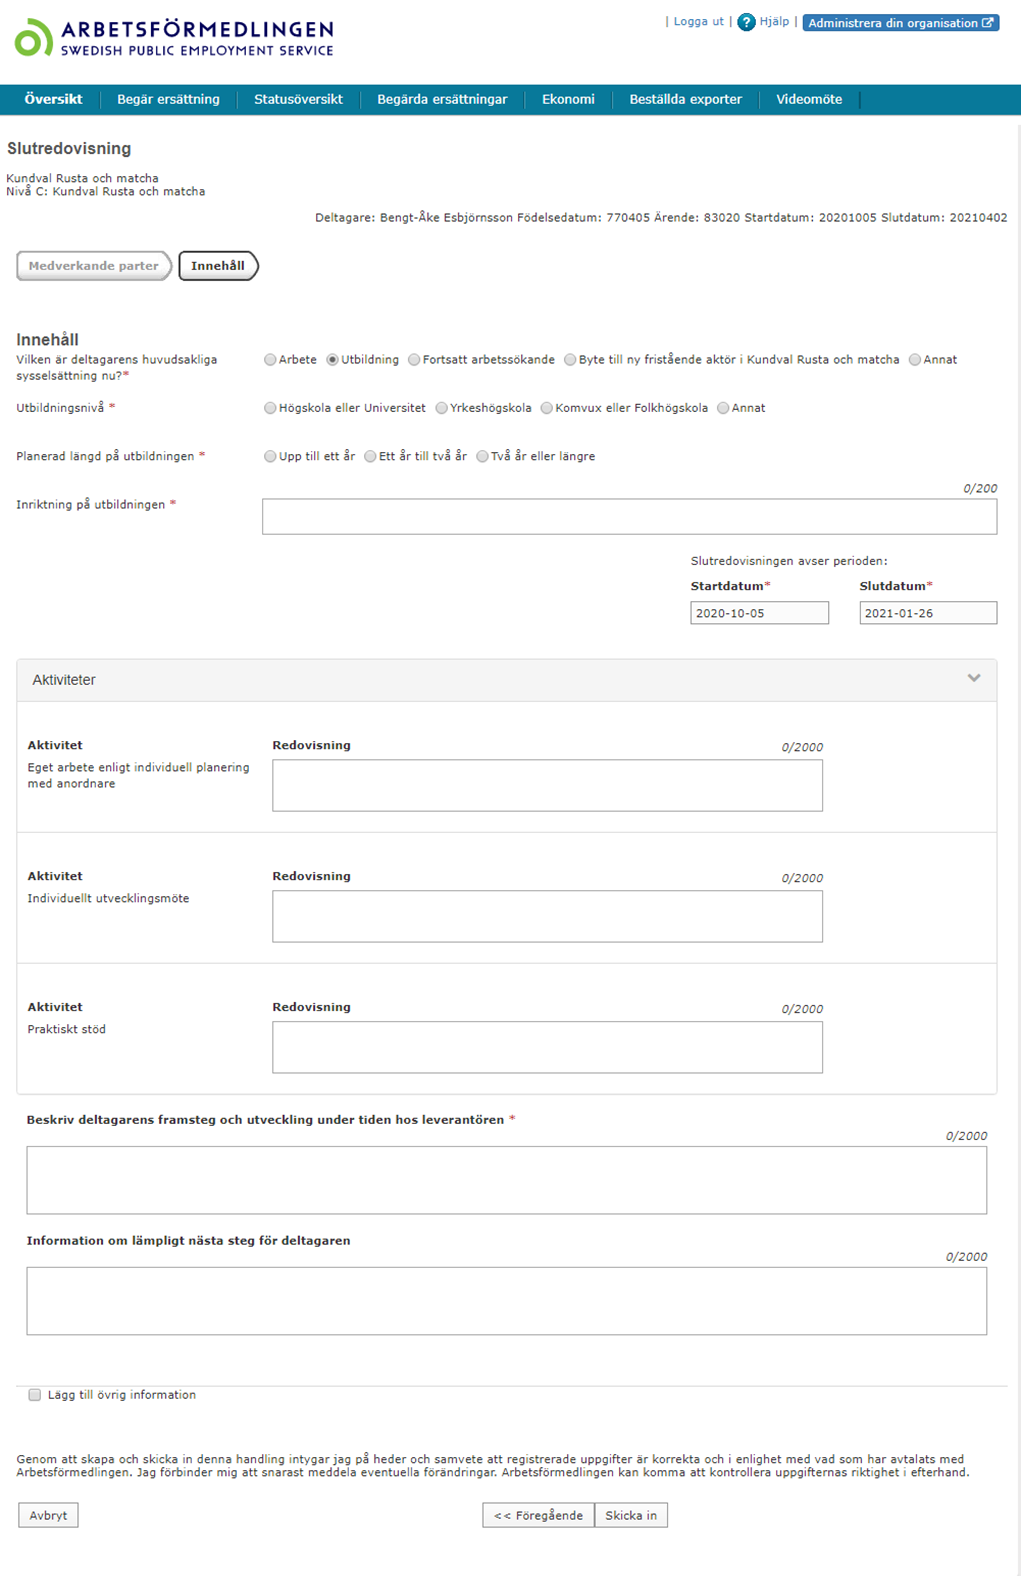 ARBETSFÖRMEDLINGEN
SWEDISH PUBLIC EMPLOYMENT SERVICE
| Logga ut | ? Hjälp | Administrera din organisation
Översikt Begär ersättning Statusöversikt Begärda ersättningar Ekonomi Beställda exporter Videomöte
Slutredovisning
Kundval Rusta och matcha
Nivå C: Kundval Rusta och matcha
Deltagare: Bengt-Åke Esbjörnsson Födelsedatum: 770405 Ärende: 83020 Startdatum: 20201005 Slutdatum: 20210402
Medverkande parter Innehåll
Innehåll
Vilken är deltagarens huvudsakliga sysselsättning nu?* Arbete Utbildning Fortsatt arbetssökande Byte till ny fristående aktör i Kundval Rusta och matcha Annat
Utbildningsnivå * Högskola eller Universitet Yrkeshögskola Komvux eller Folkhögskola Annat
Planerad längd på utbildningen * Upp till ett år Ett år till två år Två år eller längre
0/200
Inriktning på utbildningen *
Slutredovisningen avser perioden:
Startdatum* Slutdatum*
2020-10-05 2021-01-26
Aktiviteter
Aktivitet Redovisning 0/2000
Eget arbete enligt individuell planering
med anordnare
Aktivitet Redovisning 0/2000
Individuellt utvecklingsmöte
Aktivitet Redovisning 0/2000
Praktiskt stöd
Beskriv deltagarens framsteg och utveckling under tiden hos leverantören *
0/2000
Information om lämpligt nästa steg för deltagaren
0/2000
Lägg till övrig information
Genom att skapa och skicka in denna handling intygar jag på heder och samvete att registrerade uppgifter är korrekta och i enlighet med vad som har avtalats med
Arbetsförmedlingen. Jag förbinder mig att snarast meddela eventuella förändringar. Arbetsförmedlingen kan komma att kontrollera uppgifternas riktighet i efterhand.
Avbryt << Föregående Skicka in